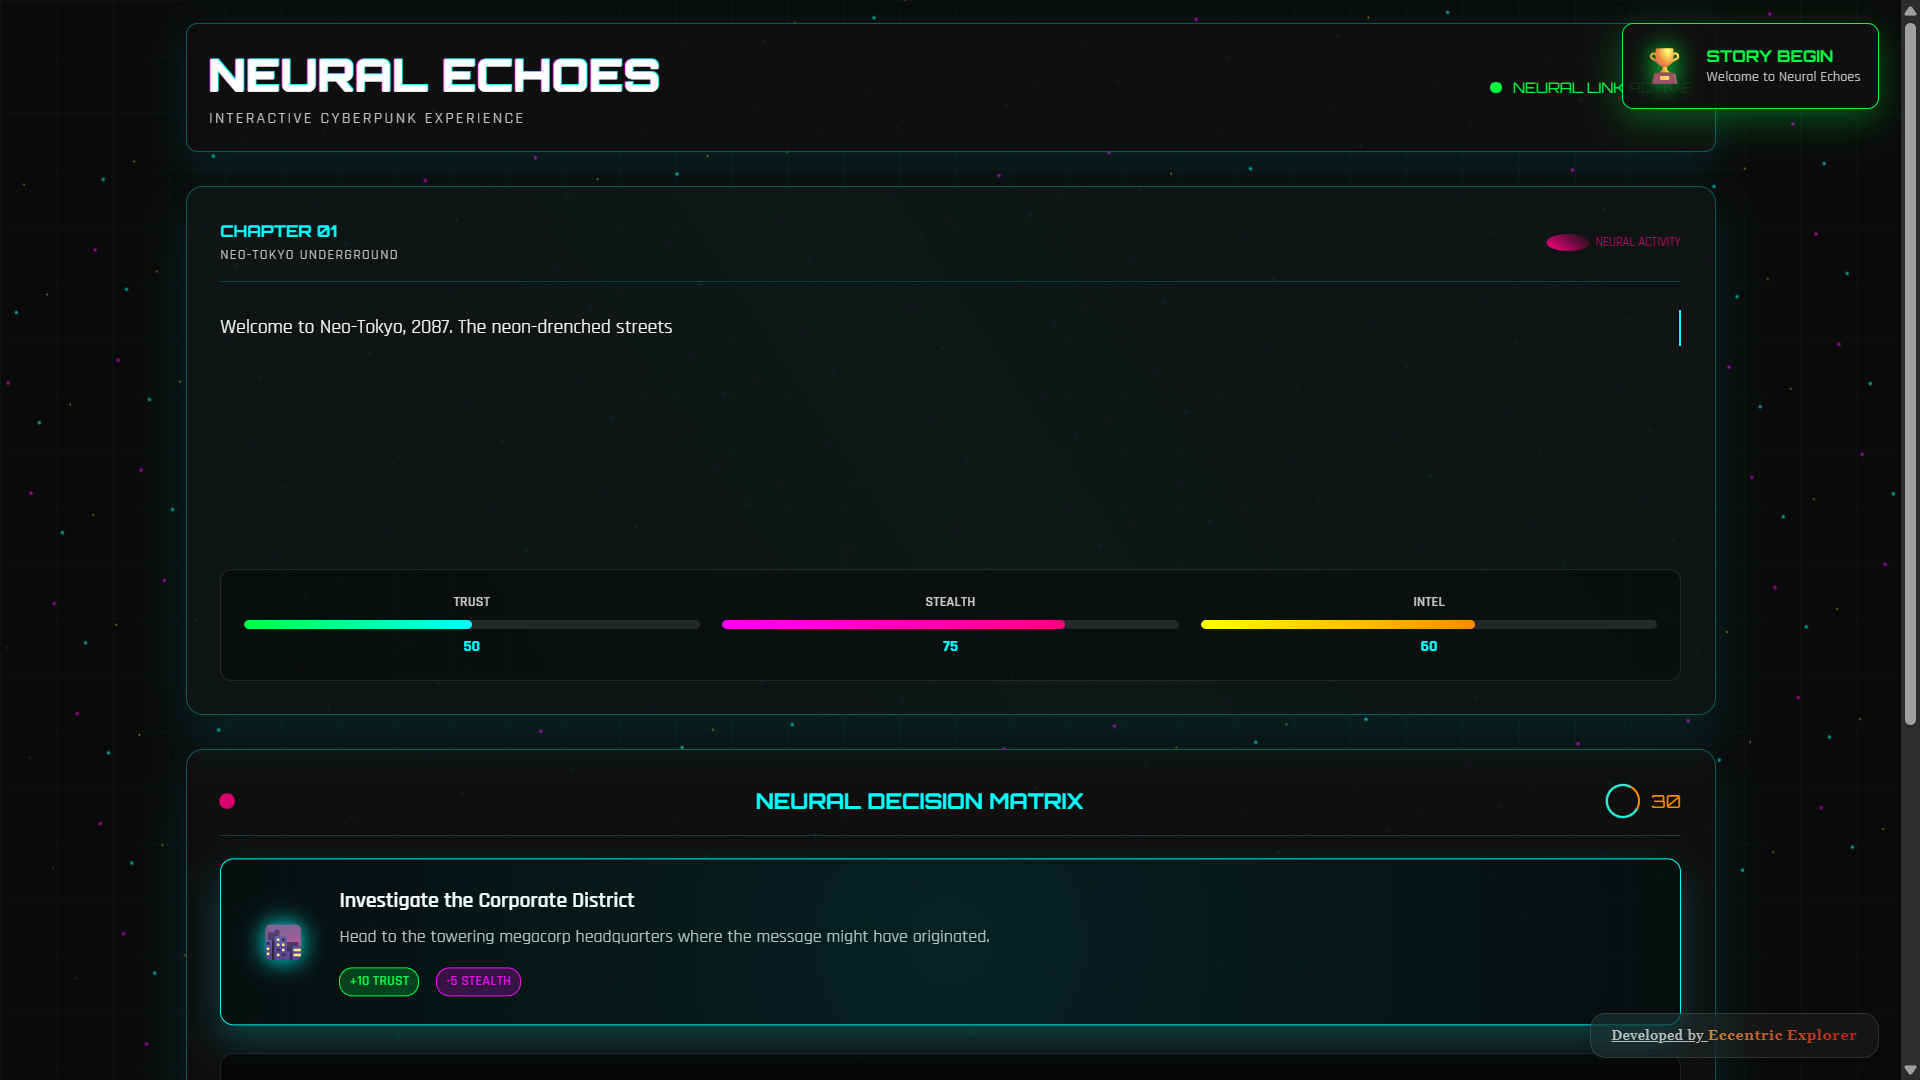 NEURAL ECHOES
INTERACTIVE CYBERPUNK EXPERIENCE
NEURAL LINK ACTIVE
STORY BEGIN
Welcome to Neural Echoes
CHAPTER 01
NEO-TOKYO UNDERGROUND
NEURAL ACTIVITY
Welcome to Neo-Tokyo, 2087. The neon-drenched streets
TRUST
50
STEALTH
75
INTEL
60
NEURAL DECISION MATRIX
30
Investigate the Corporate District
Head to the towering megacorp headquarters where the message might have originated.
+10 TRUST
-5 STEALTH
Developed by Eccentric Explorer